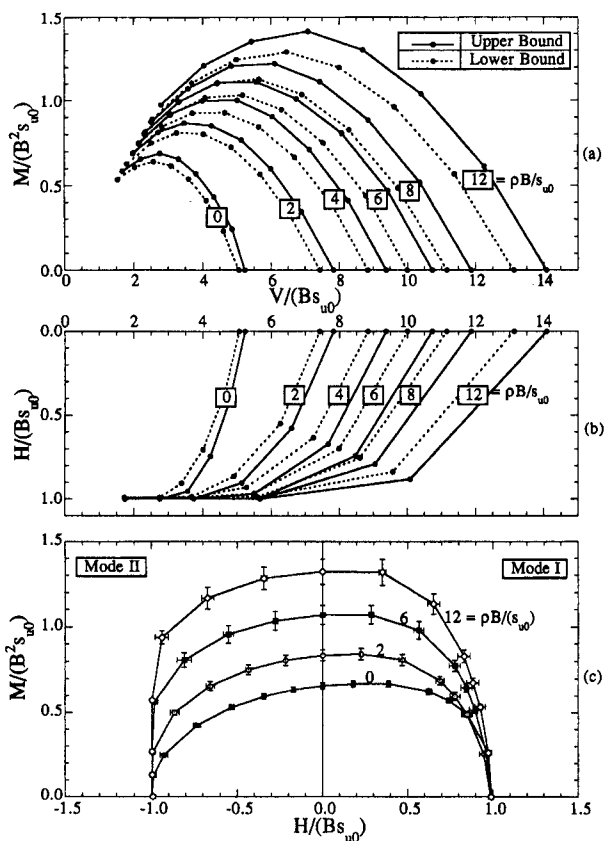 1.5
1.0
0.5
0.0
M/(B²s_u0)
Upper Bound
Lower Bound
0
2
4
6
8
12 = ρB/s_u0
(a)
0 2 4 6 8 10 12 14
V/(Bs_u0)
0 2 4 6 8 10 12 14
0.0
0.5
1.0
H/(Bs_u0)
0
2
4
6
8
12 = ρB/s_u0
(b)
1.5
1.0
0.5
0.0
M/(B²s_u0)
Mode II
Mode I
12 = ρB/(s_u0)
6
2
0
(c)
-1.5 -1.0 -0.5 0.0 0.5 1.0 1.5
H/(Bs_u0)